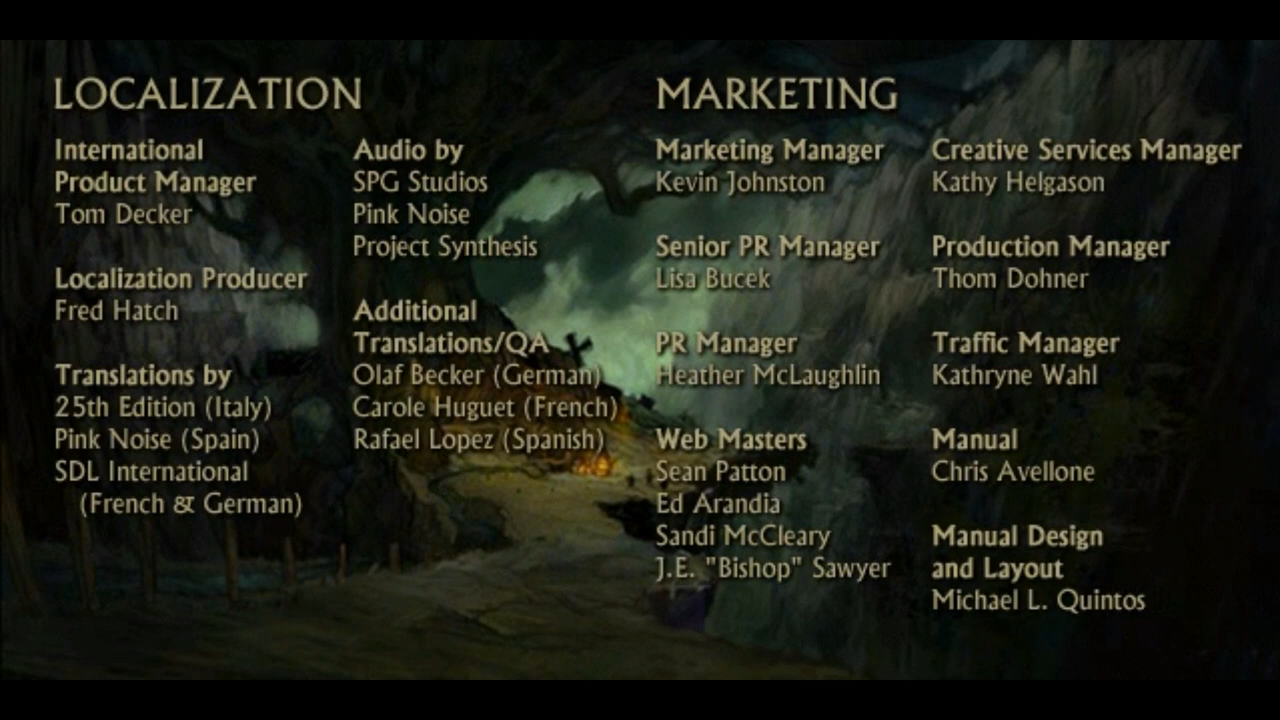 LOCALIZATION
International
Product Manager
Tom Decker
Localization Producer
Fred Hatch
Translations by
25th Edition (Italy)
Pink Noise (Spain)
SDL International
(French & German)
Audio by
SPG Studios
Pink Noise
Project Synthesis
Additional
Translations/QA
Olaf Becker (German)
Carole Huguet (French)
Rafael Lopez (Spanish)
MARKETING
Marketing Manager
Kevin Johnston
Senior PR Manager
Lisa Bucek
PR Manager
Heather McLaughlin
Web Masters
Sean Patton
Ed Arandia
Sandi McCleary
J.E. "Bishop" Sawyer
Creative Services Manager
Kathy Helgason
Production Manager
Thom Dohner
Traffic Manager
Kathryne Wahl
Manual
Chris Avellone
Manual Design
and Layout
Michael L. Quintos